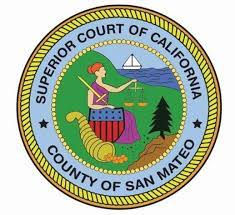 SUPERIOR COURT OF CALIFORNIA
COUNTY OF SAN MATEO